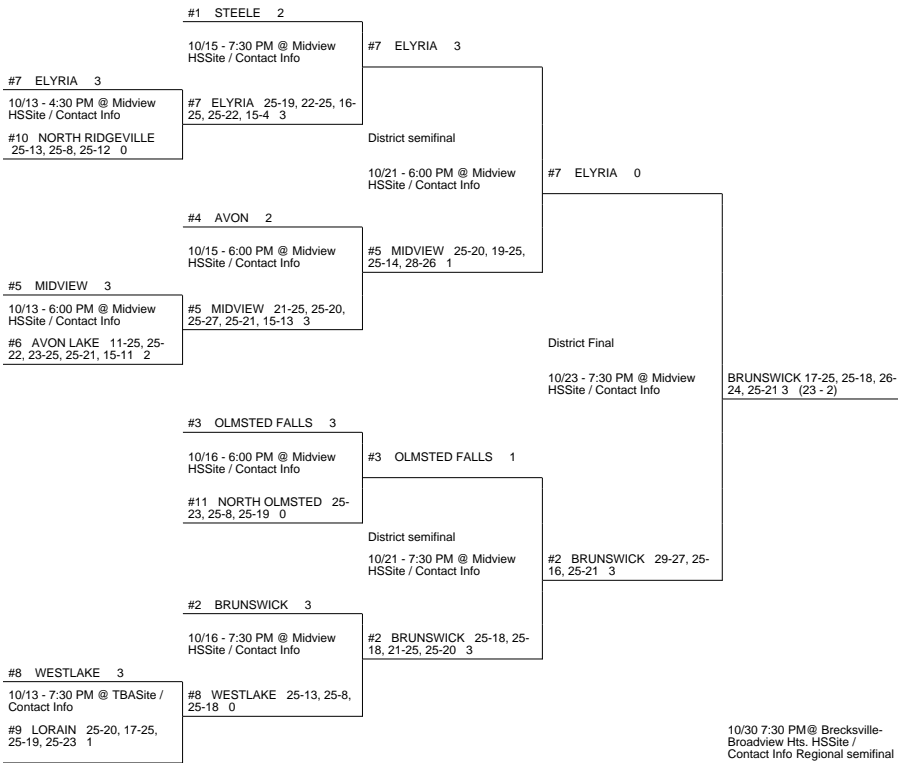 #1 STEELE 2
10/15 - 7:30 PM @ Midview
HSSite / Contact Info
#7 ELYRIA 3
#7 ELYRIA 3
10/13 - 4:30 PM @ Midview
HSSite / Contact Info
#7 ELYRIA 25-19, 22-25, 16-
25, 25-22, 15-4 3
#10 NORTH RIDGEVILLE
25-13, 25-8, 25-12 0
District semifinal
10/21 - 6:00 PM @ Midview
HSSite / Contact Info
#7 ELYRIA 0
#4 AVON 2
10/15 - 6:00 PM @ Midview
HSSite / Contact Info
#5 MIDVIEW 25-20, 19-25,
25-14, 28-26 1
#5 MIDVIEW 3
10/13 - 6:00 PM @ Midview
HSSite / Contact Info
#5 MIDVIEW 21-25, 25-20,
25-27, 25-21, 15-13 3
#6 AVON LAKE 11-25, 25-
22, 23-25, 25-21, 15-11 2
District Final
10/23 - 7:30 PM @ Midview
HSSite / Contact Info
BRUNSWICK 17-25, 25-18, 26-
24, 25-21 3 (23 - 2)
#3 OLMSTED FALLS 3
10/16 - 6:00 PM @ Midview
HSSite / Contact Info
#3 OLMSTED FALLS 1
#11 NORTH OLMSTED 25-
23, 25-8, 25-19 0
District semifinal
10/21 - 7:30 PM @ Midview
HSSite / Contact Info
#2 BRUNSWICK 29-27, 25-
16, 25-21 3
#2 BRUNSWICK 3
10/16 - 7:30 PM @ Midview
HSSite / Contact Info
#2 BRUNSWICK 25-18, 25-
18, 21-25, 25-20 3
#8 WESTLAKE 3
10/13 - 7:30 PM @ TBASite /
Contact Info
#8 WESTLAKE 25-13, 25-8,
25-18 0
#9 LORAIN 25-20, 17-25,
25-19, 25-23 1
10/30 7:30 PM@ Brecksville-
Broadview Hts. HSSite /
Contact Info Regional semifinal